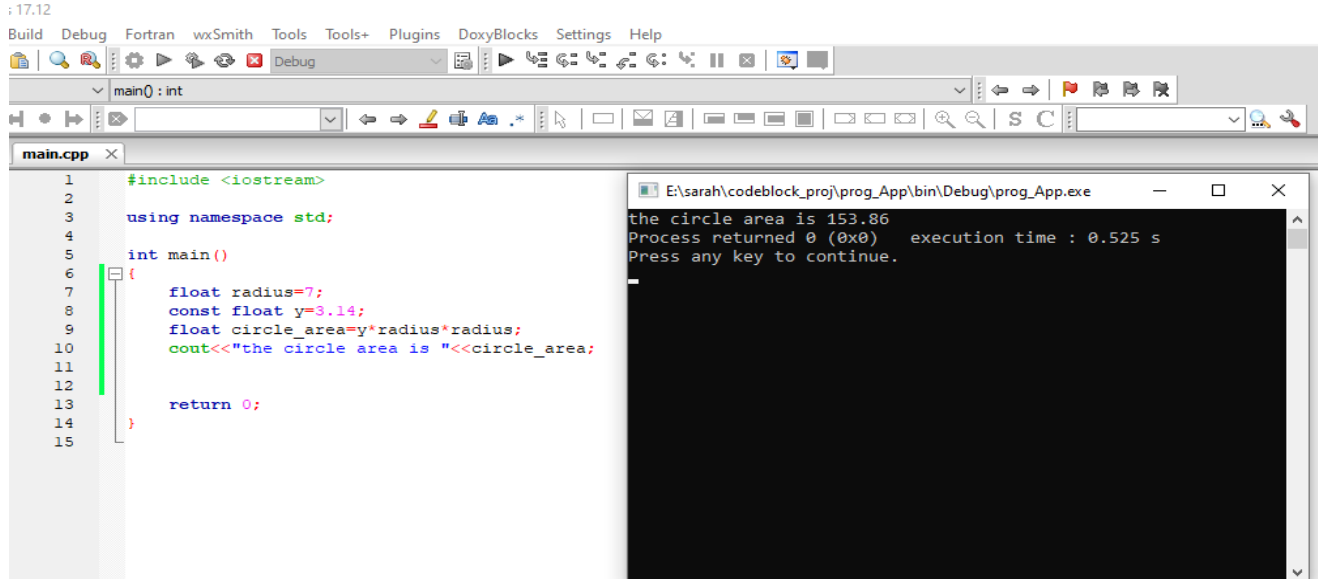 s 17.12
Build Debug Fortran wxSmith Tools Tools+ Plugins DoxyBlocks Settings Help
Debug
main() : int
S C
main.cpp
1 #include <iostream>
2
3 using namespace std;
4
5 int main()
6 {
7 float radius=7;
8 const float y=3.14;
9 float circle_area=y*radius*radius;
10 cout<<"the circle area is "<<circle_area;
11
12
13 return 0;
14 }
15
E:\sarah\codeblock_proj\prog_App\bin\Debug\prog_App.exe
the circle area is 153.86
Process returned 0 (0x0) execution time : 0.525 s
Press any key to continue.